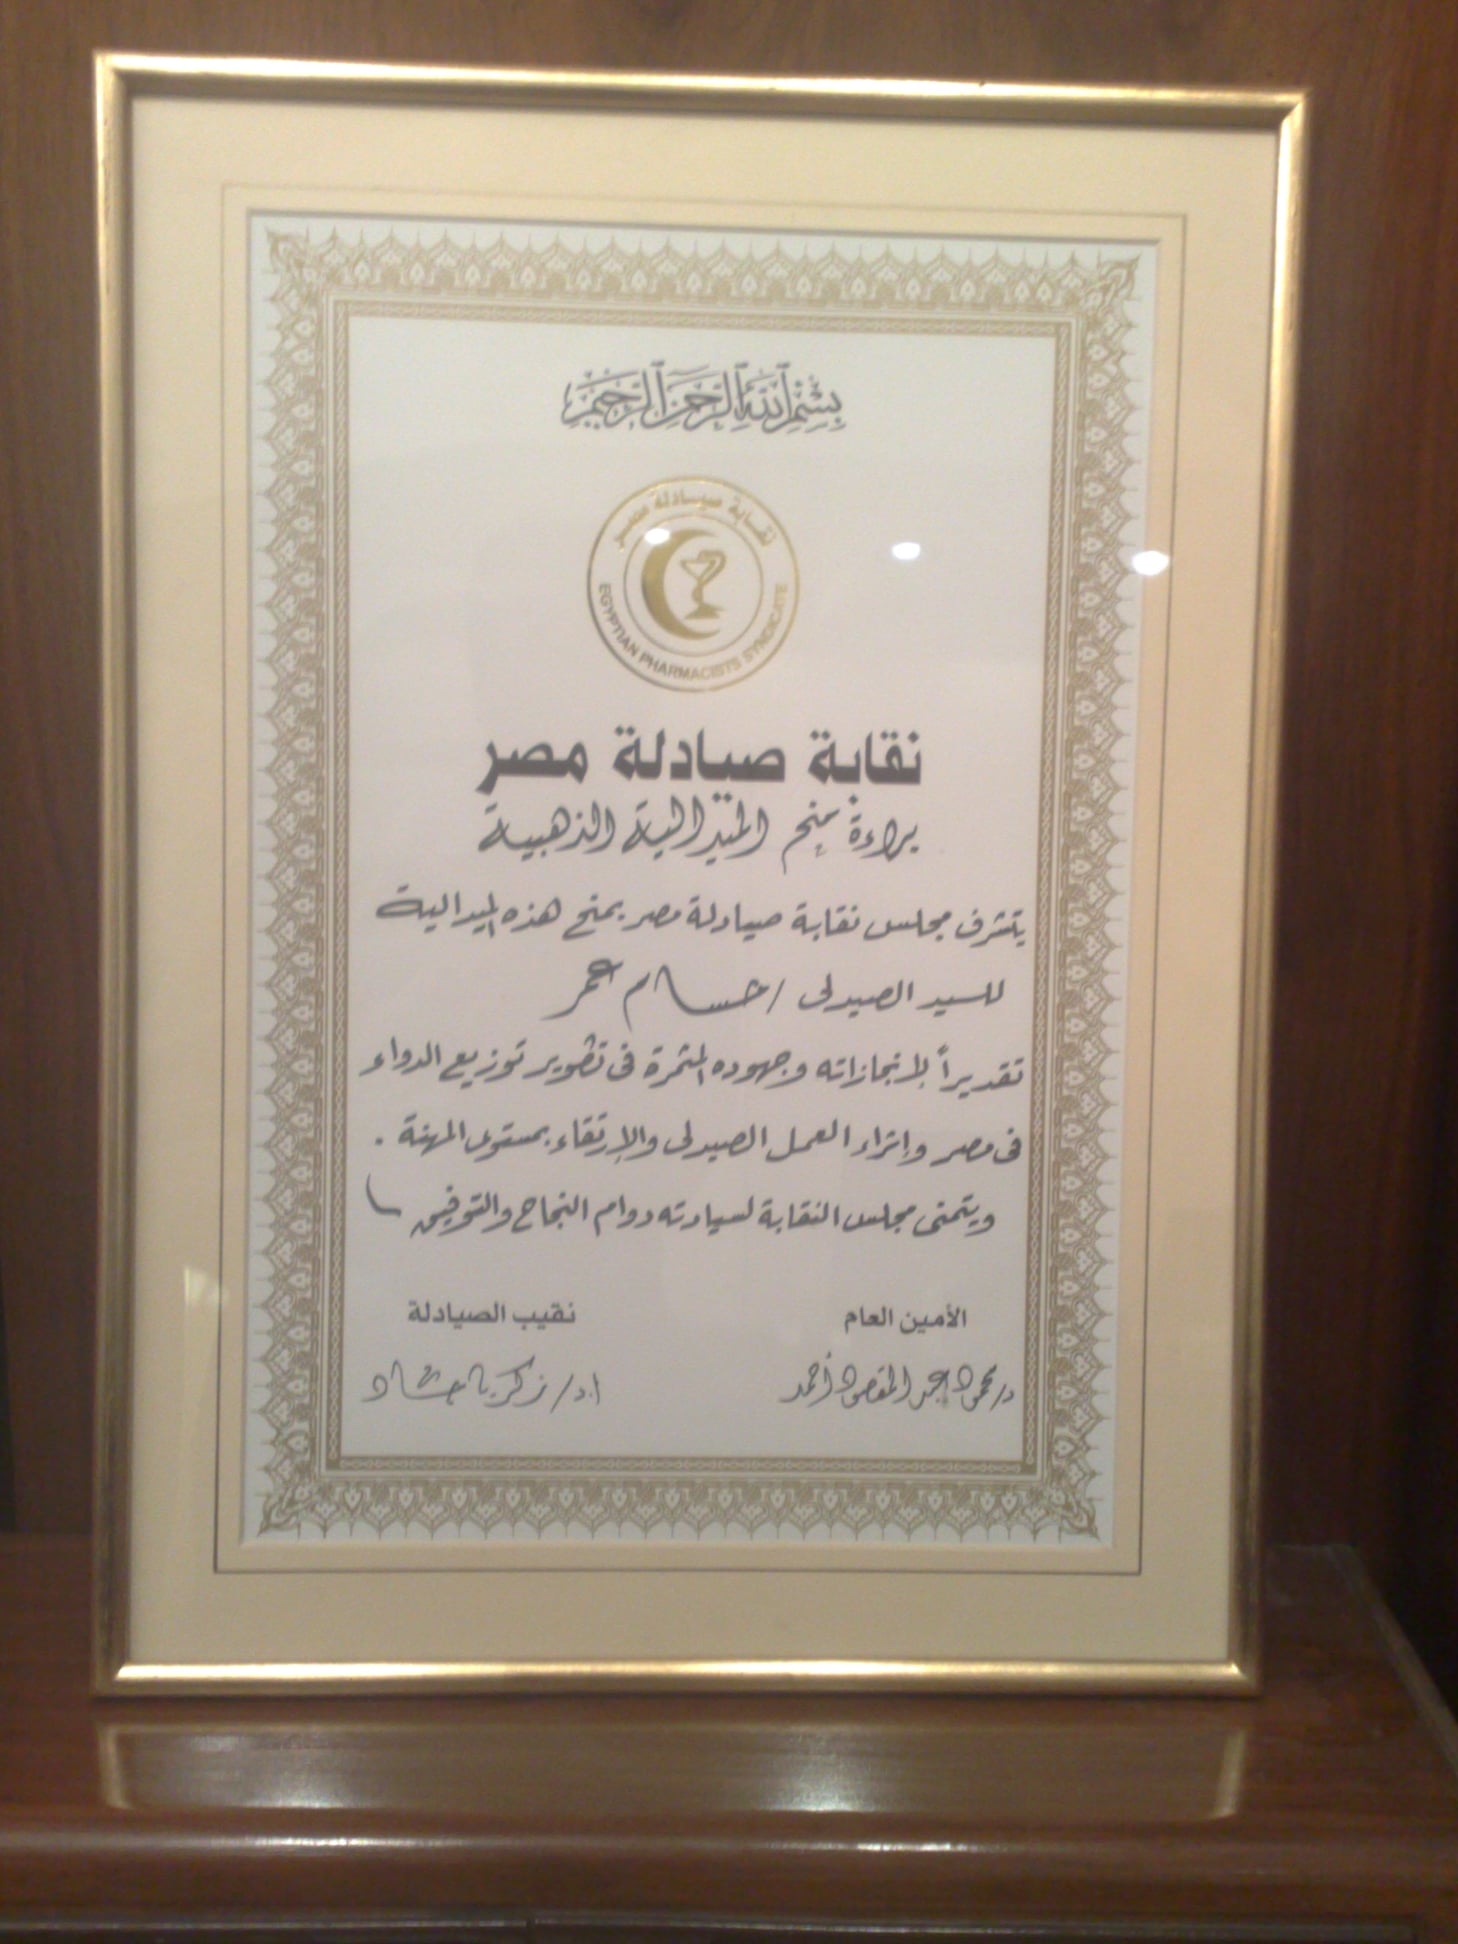 بسم الله الرحمن الرحيم
نقابة صيادلة مصر
EGYPTIAN PHARMACISTS SYNDICATE
نقابة صيادلة مصر
براءة منح الميدالية الذهبية
يتشرف مجلس نقابة صيادلة مصر بمنح هذه الميدالية
للسيد الصيدلى / حسام عمر
تقديراً لإنجازاته وجهوده المثمرة فى تطوير توزيع الدواء
فى مصر وإثراء العمل الصيدلى والإرتقاء بمستوى المهنة .
ويتمنى مجلس النقابة لسيادته دوام النجاح والتوفيق
الأمين العام
نقيب الصيادلة
د/ محمود عبد المقصود أحمد
ا.د/ زكريا جاد